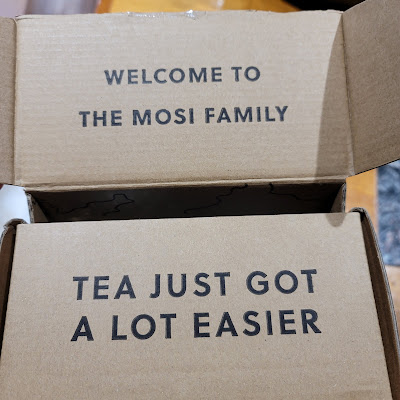 WELCOME TO
THE MOSI FAMILY
TEA JUST GOT
A LOT EASIER